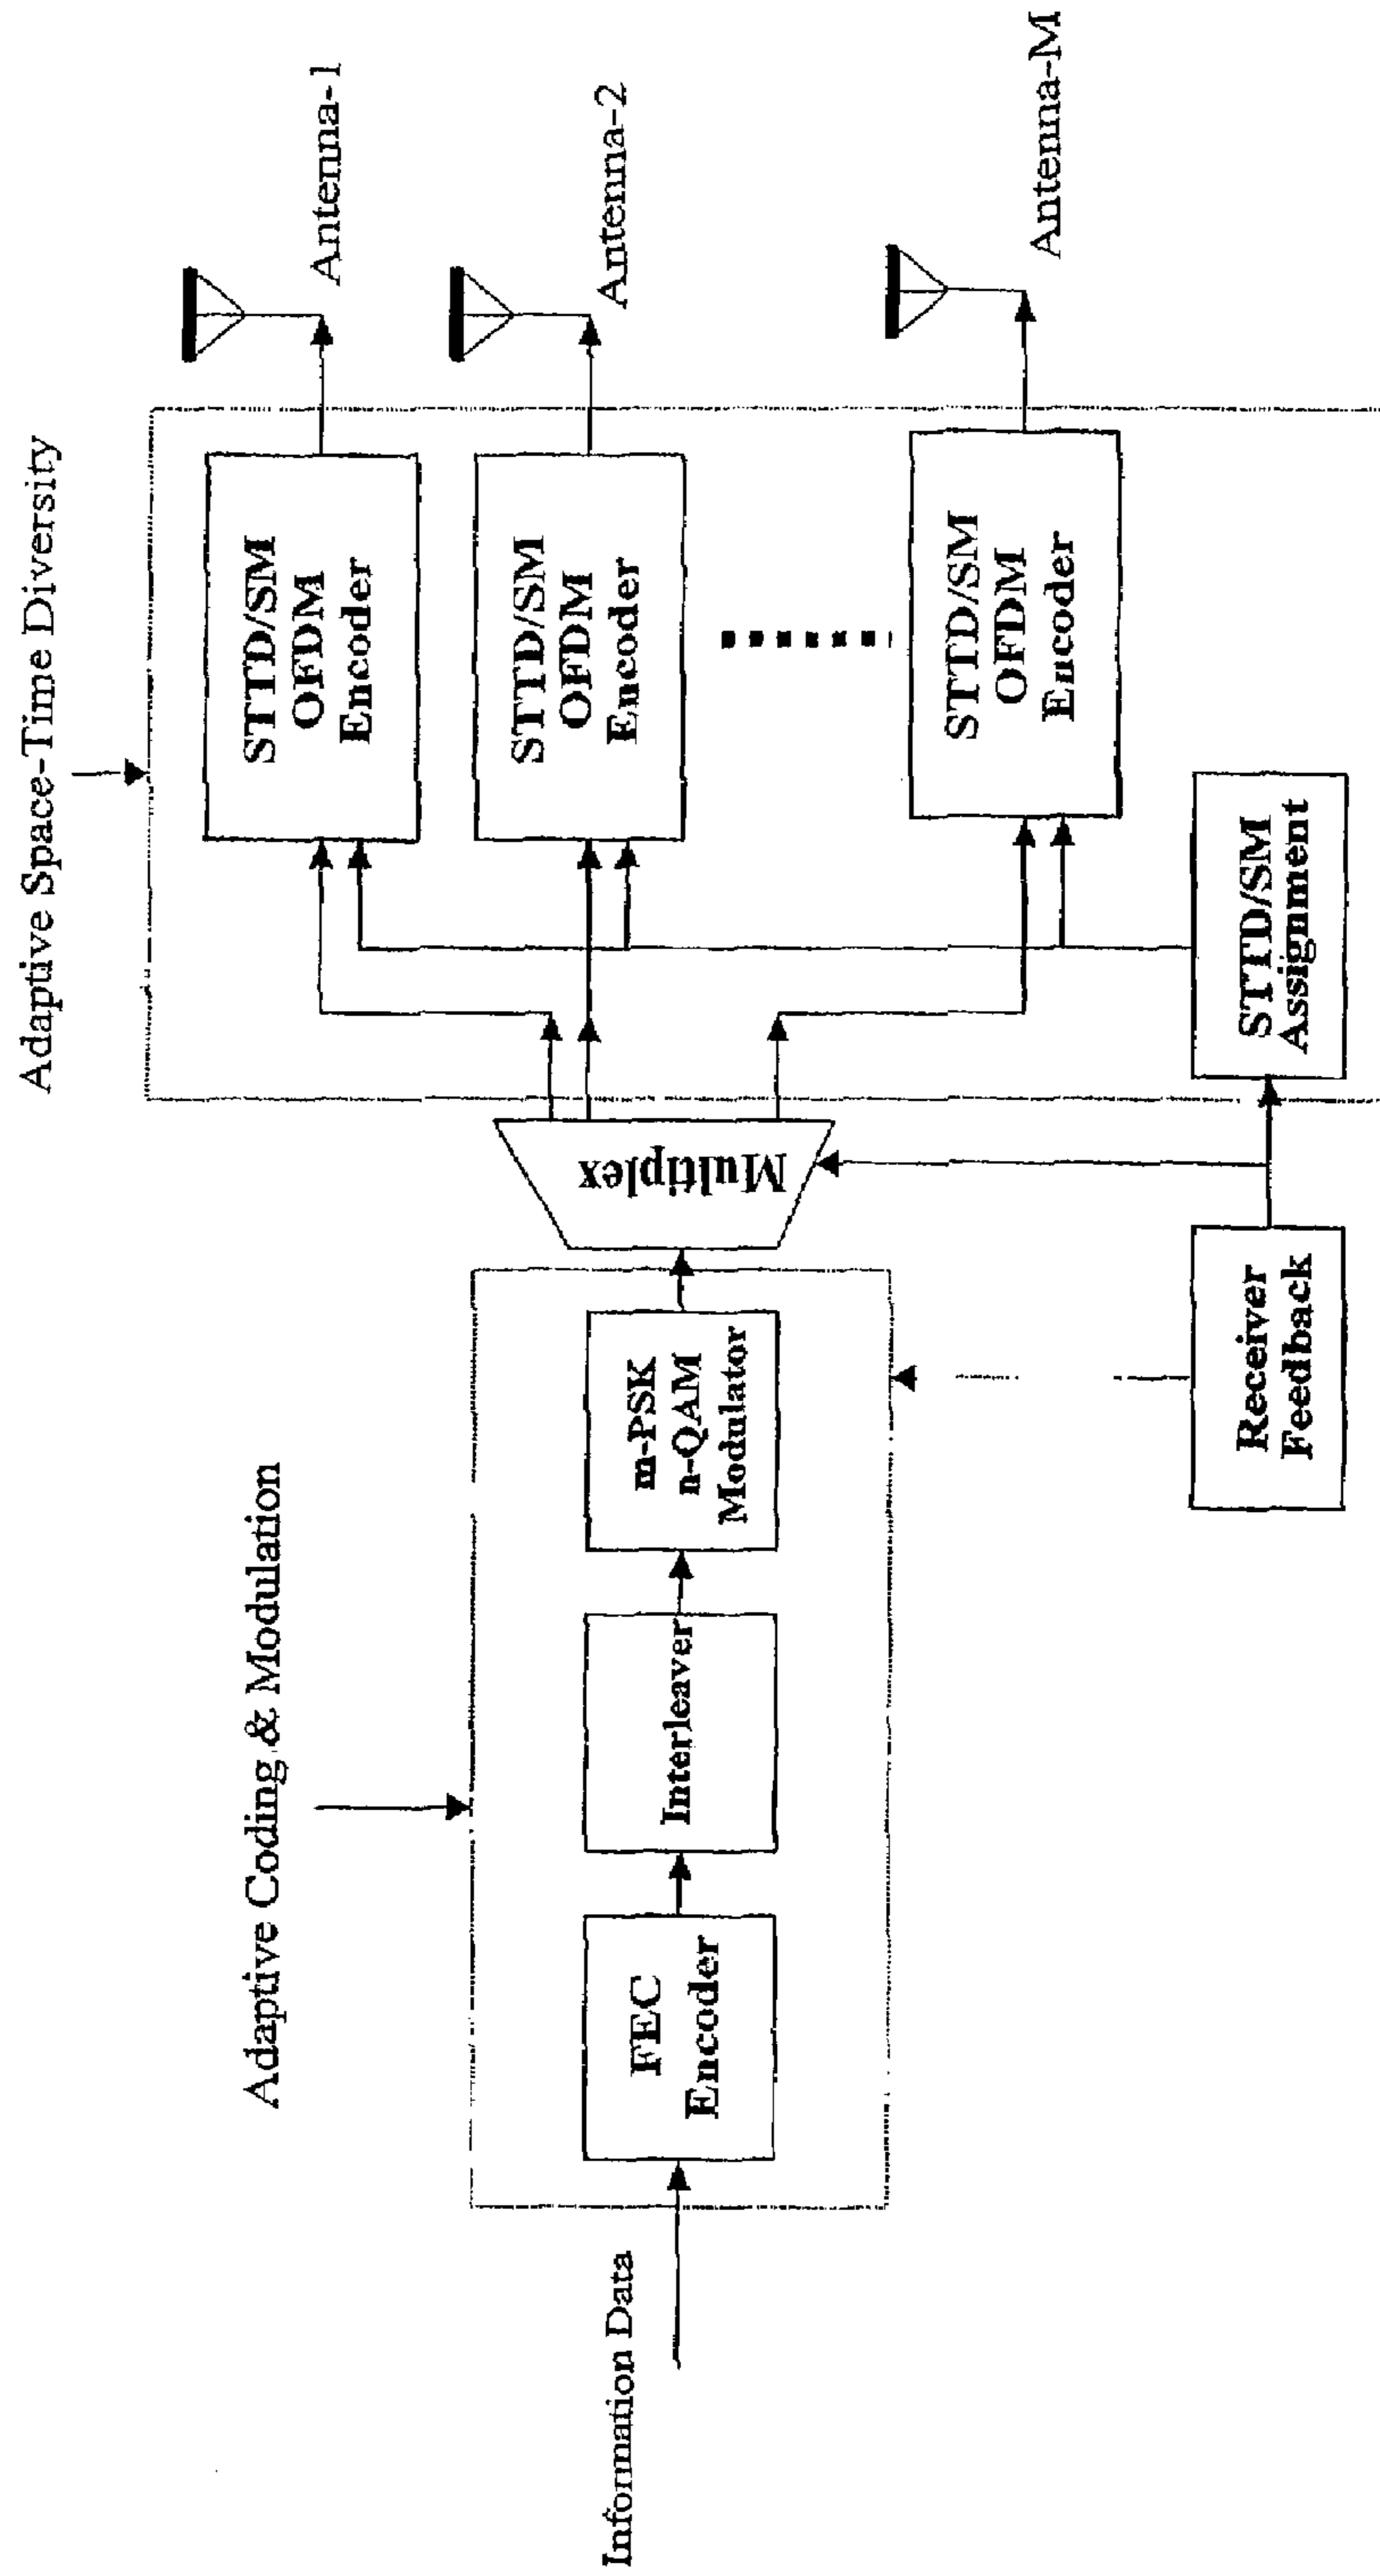 Adaptive Space-Time Diversity
Adaptive Coding & Modulation
Information Data
FEC
Encoder
Interleaver
m-PSK
n-QAM
Modulator
Multiplex
STTD/SM
OFDM
Encoder
Antenna-1
STTD/SM
OFDM
Encoder
Antenna-2
STTD/SM
OFDM
Encoder
Antenna-M
Receiver
Feedback
STTD/SM
Assignment